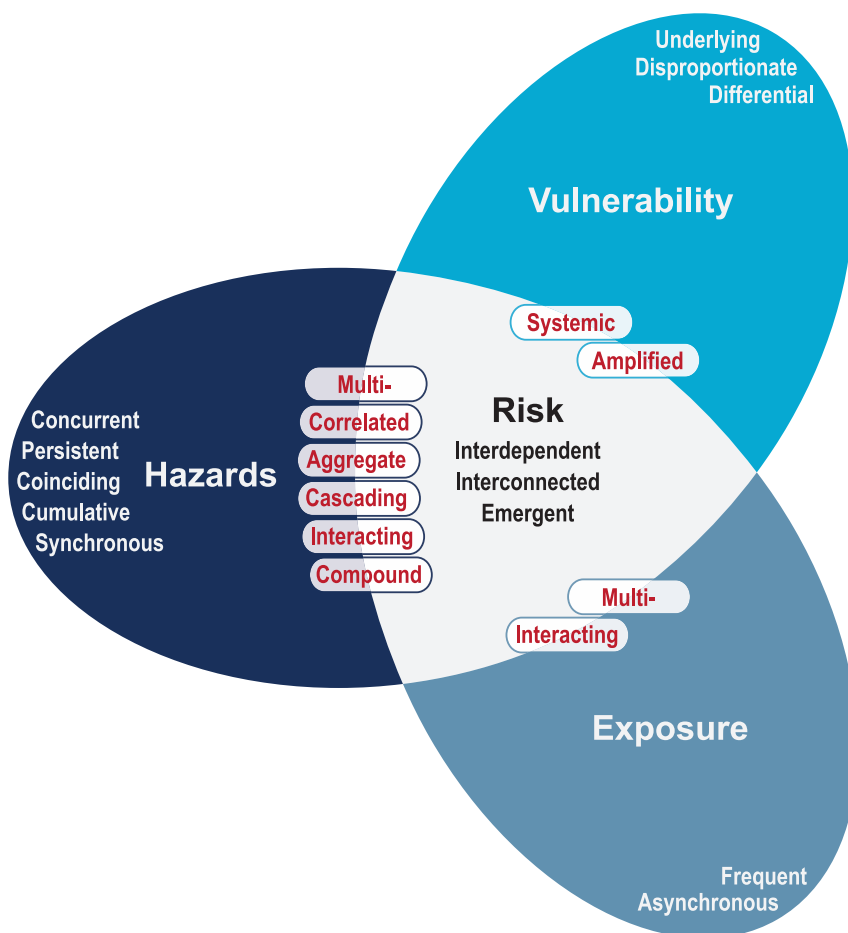 Underlying
Disproportionate
Differential
Vulnerability
Systemic
Amplified
Multi-
Correlated
Aggregate
Cascading
Interacting
Compound
Concurrent
Persistent
Coinciding
Cumulative
Synchronous
Hazards
Risk
Interdependent
Interconnected
Emergent
Multi-
Interacting
Exposure
Frequent
Asynchronous